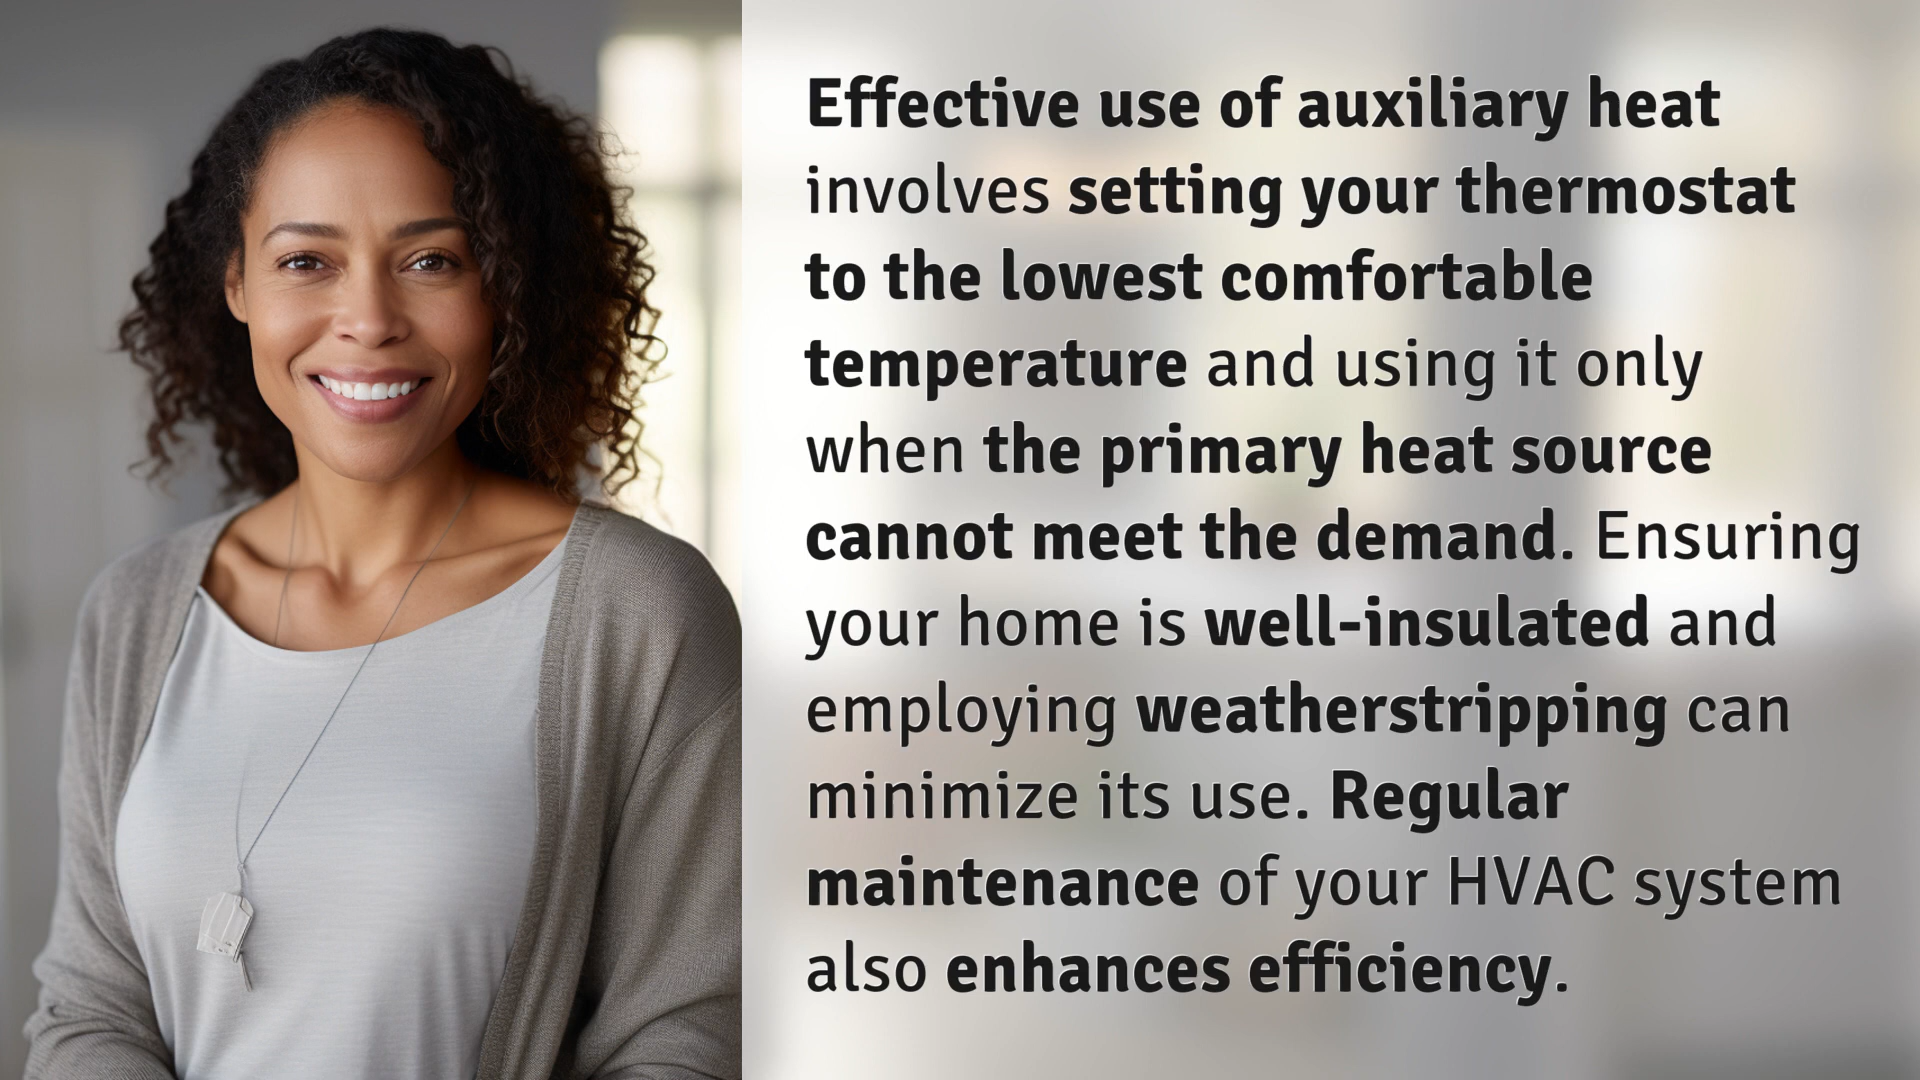 Effective use of auxiliary heat
involves setting your thermostat
to the lowest comfortable
temperature and using it only
when the primary heat source
cannot meet the demand. Ensuring
your home is well-insulated and
employing weatherstripping can
minimize its use. Regular
maintenance of your HVAC system
also enhances efficiency.